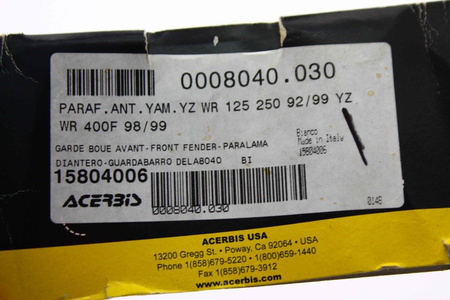 0008040.030
PARAF.ANT.YAM.YZ WR 125 250 92/99 YZ
WR 400F 98/99
GARDE BOUE AVANT-FRONT FENDER-PARALAMA
DIANTERO-GUARDABARRO DELA8040 BI
Bianco
Made in Italy
15804006
15804006
ACERBIS
0008040.030
0148
ACERBIS USA
13200 Gregg St. • Poway, Ca 92064 • USA
Phone 1(858)679-5220 • 1(800)659-1440
Fax 1(858)679-3912
www.acerbis.com